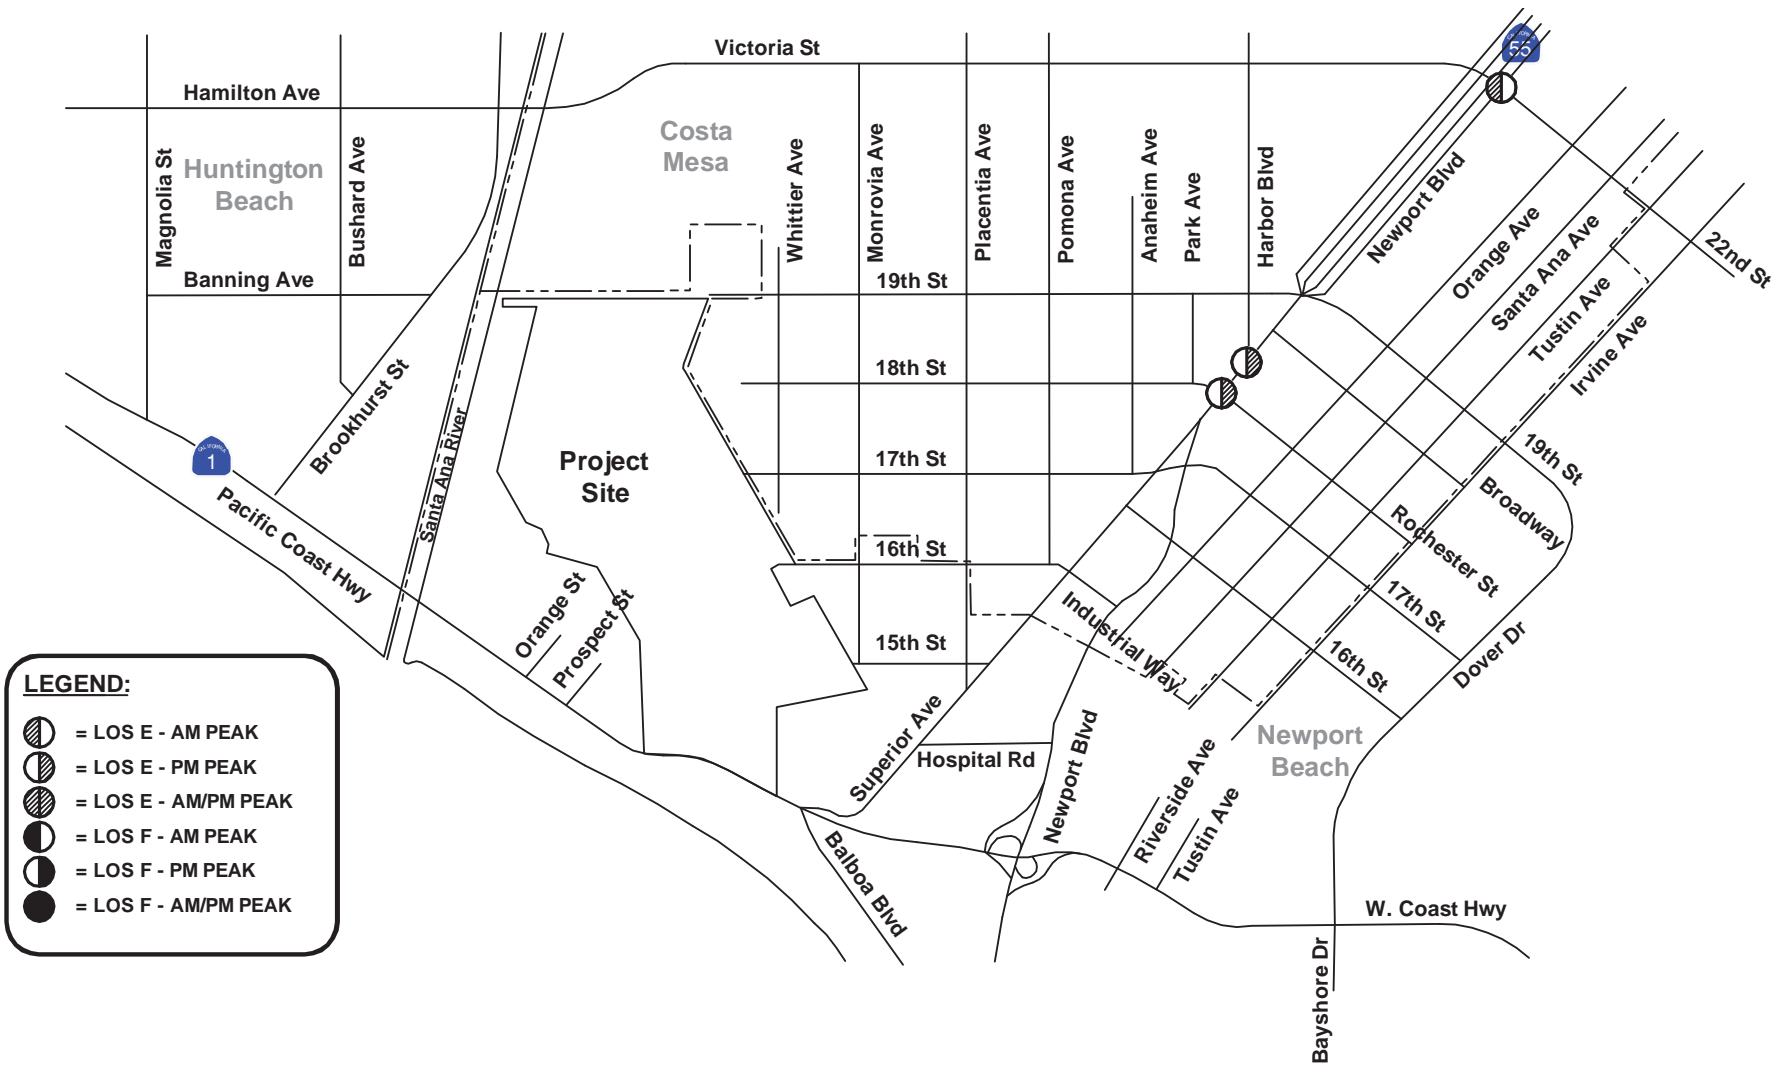 Victoria St
55
Hamilton Ave
Costa
Mesa
Huntington
Beach
Magnolia St
Bushard Ave
Whittier Ave
Monrovia Ave
Placentia Ave
Pomona Ave
Anaheim Ave
Park Ave
Harbor Blvd
Newport Blvd
Orange Ave
Santa Ana Ave
Tustin Ave
Irvine Ave
22nd St
Banning Ave
19th St
18th St
17th St
16th St
15th St
Brookhurst St
Santa Ana River
CALIFORNIA
1
Pacific Coast Hwy
Project
Site
Orange St
Prospect St
19th St
Broadway
Rochester St
17th St
16th St
Dover Dr
Industrial Way
Superior Ave
Hospital Rd
Newport Blvd
Newport
Beach
Riverside Ave
Tustin Ave
Balboa Blvd
W. Coast Hwy
Bayshore Dr
LEGEND:
= LOS E - AM PEAK
= LOS E - PM PEAK
= LOS E - AM/PM PEAK
= LOS F - AM PEAK
= LOS F - PM PEAK
= LOS F - AM/PM PEAK